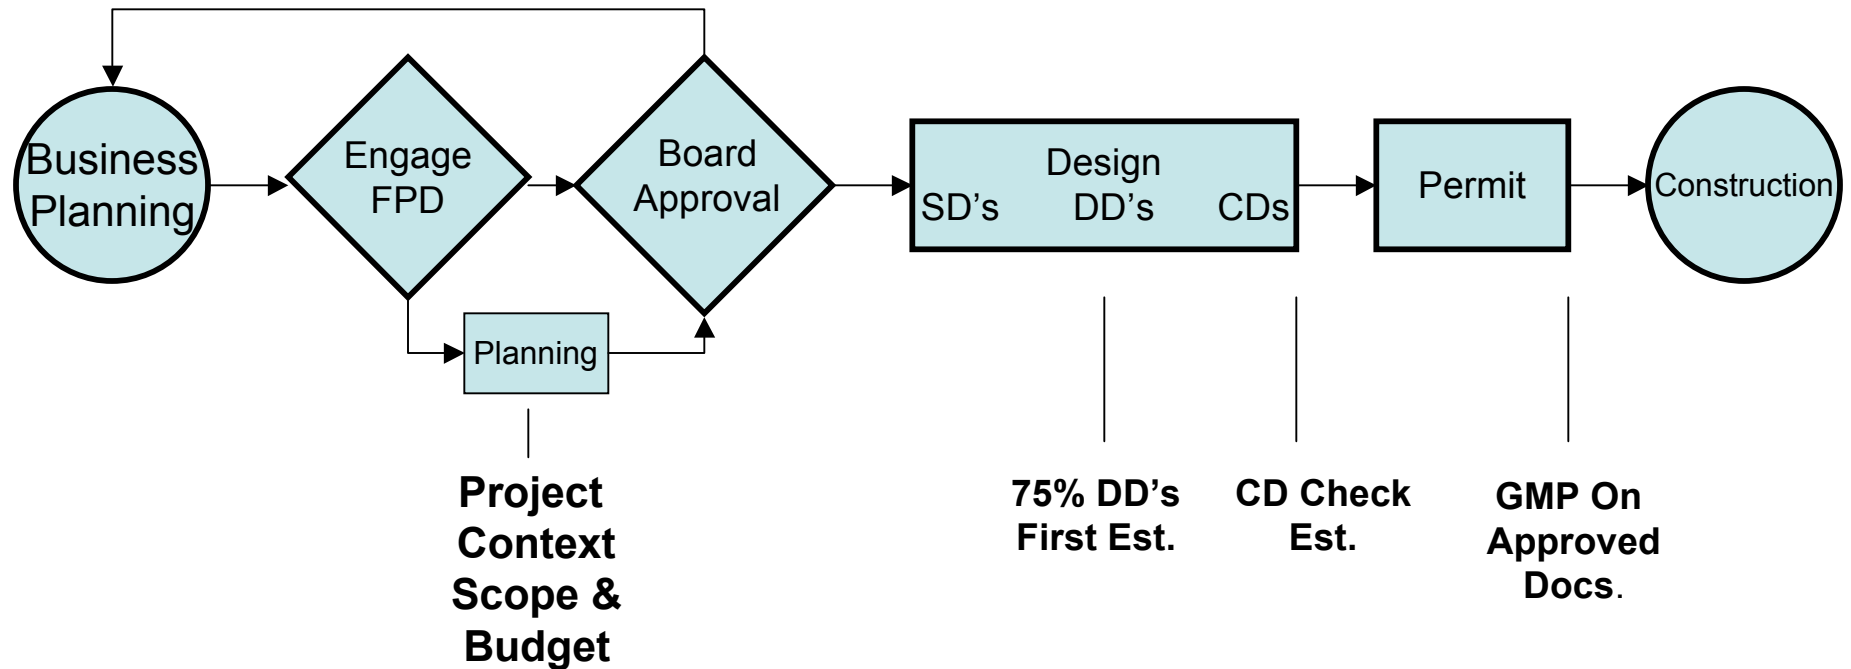 Business
Planning
Engage
FPD
Board
Approval
Design
SD’s DD’s CDs
Permit
Construction
Planning
Project
Context
Scope &
Budget
75% DD’s
First Est.
CD Check
Est.
GMP On
Approved
Docs.